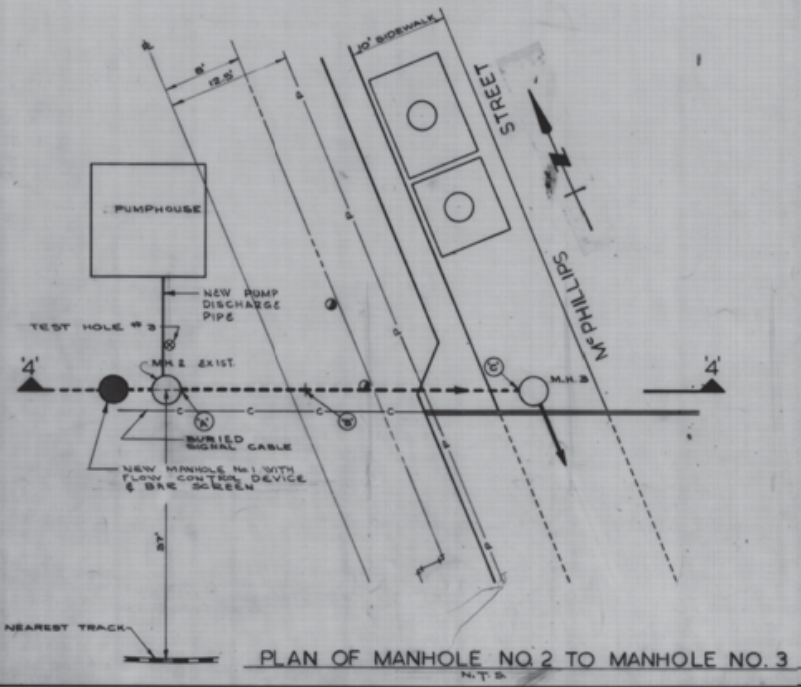 10' SIDEWALK
8'
12.5'
STREET
N
PUMPHOUSE
NEW PUMP
DISCHARGE
PIPE
TEST HOLE #3
McPHILLIPS
M.H. 2 EXIST.
'4'
'C'
'4'
M.H. 3
C C C C
'A'
'B'
BURIED
SIGNAL CABLE
NEW MANHOLE No. 1 WITH
FLOW CONTROL DEVICE
& BAR SCREEN
37'
NEAREST TRACK
PLAN OF MANHOLE NO. 2 TO MANHOLE NO. 3
N.T.S.